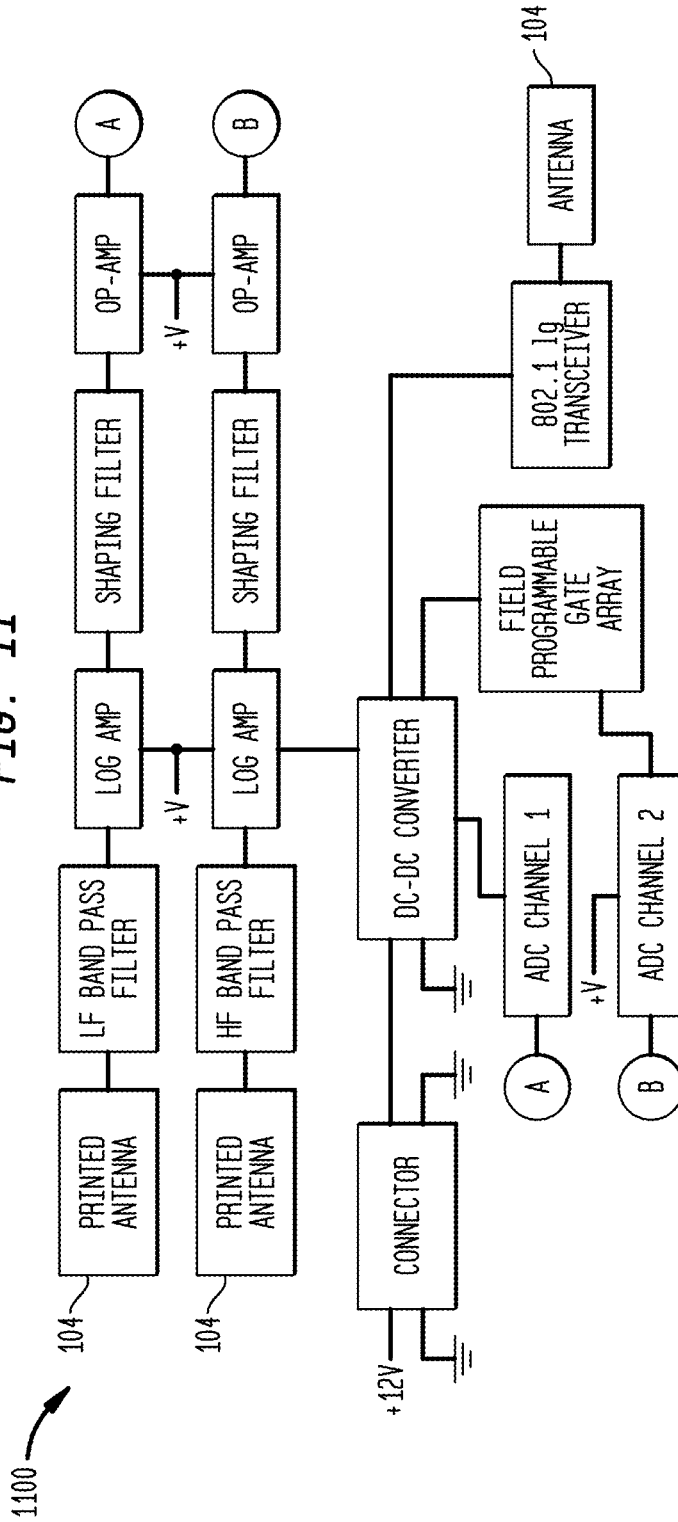 FIG. 11
1100
104
PRINTED
ANTENNA
LF BAND PASS
FILTER
LOG AMP
SHAPING FILTER
OP-AMP
A
+V
+V
104
PRINTED
ANTENNA
HF BAND PASS
FILTER
LOG AMP
SHAPING FILTER
OP-AMP
B
+12V
CONNECTOR
DC-DC CONVERTER
802.1 1g
TRANSCEIVER
ANTENNA
104
FIELD
PROGRAMMABLE
GATE
ARRAY
A
ADC CHANNEL 1
+V
B
ADC CHANNEL 2